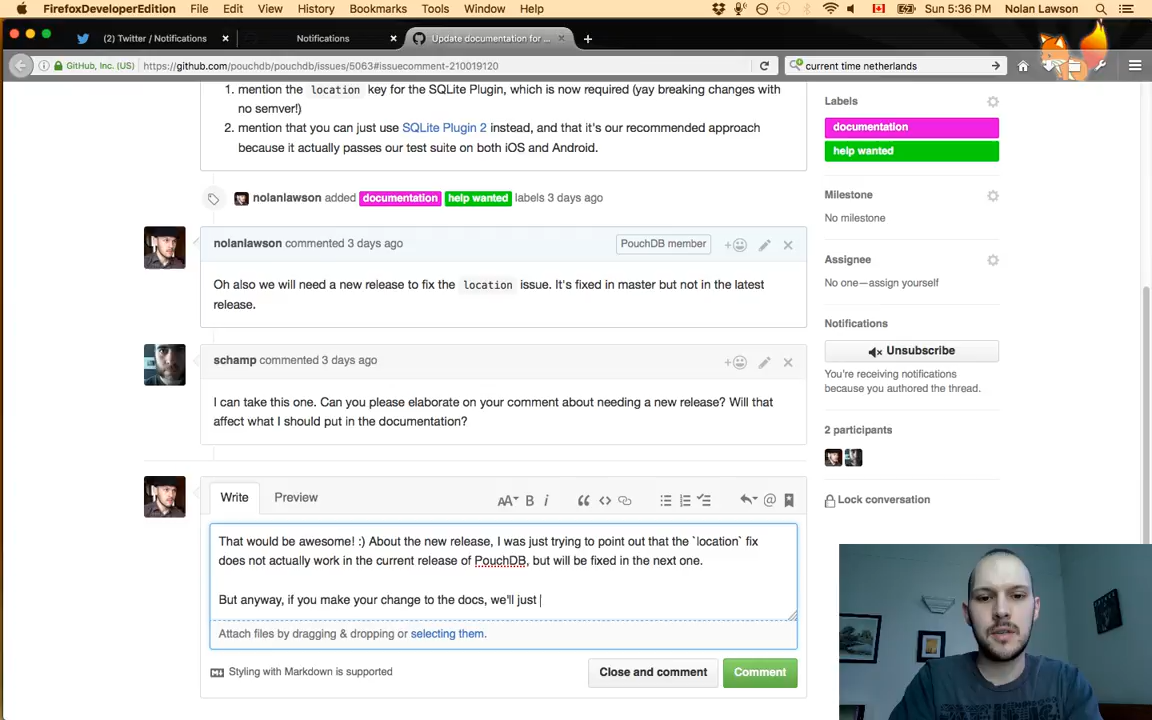 FirefoxDeveloperEdition File Edit View History Bookmarks Tools Window Help Sun 5:36 PM Nolan Lawson
(2) Twitter / Notifications Notifications Update documentation for ...
GitHub, Inc. (US) https://github.com/pouchdb/pouchdb/issues/5063#issuecomment-210019120 current time netherlands
1. mention the location key for the SQLite Plugin, which is now required (yay breaking changes with
no semver!)
2. mention that you can just use SQLite Plugin 2 instead, and that it's our recommended approach
because it actually passes our test suite on both iOS and Android.
nolanlawson added documentation help wanted labels 3 days ago
nolanlawson commented 3 days ago PouchDB member
Oh also we will need a new release to fix the location issue. It's fixed in master but not in the latest
release.
schamp commented 3 days ago
I can take this one. Can you please elaborate on your comment about needing a new release? Will that
affect what I should put in the documentation?
Write Preview
That would be awesome! :) About the new release, I was just trying to point out that the `location` fix
does not actually work in the current release of PouchDB, but will be fixed in the next one.
But anyway, if you make your change to the docs, we'll just
Attach files by dragging & dropping or selecting them.
Styling with Markdown is supported
Close and comment Comment
Labels
documentation
help wanted
Milestone
No milestone
Assignee
No one—assign yourself
Notifications
Unsubscribe
You're receiving notifications
because you authored the thread.
2 participants
Lock conversation